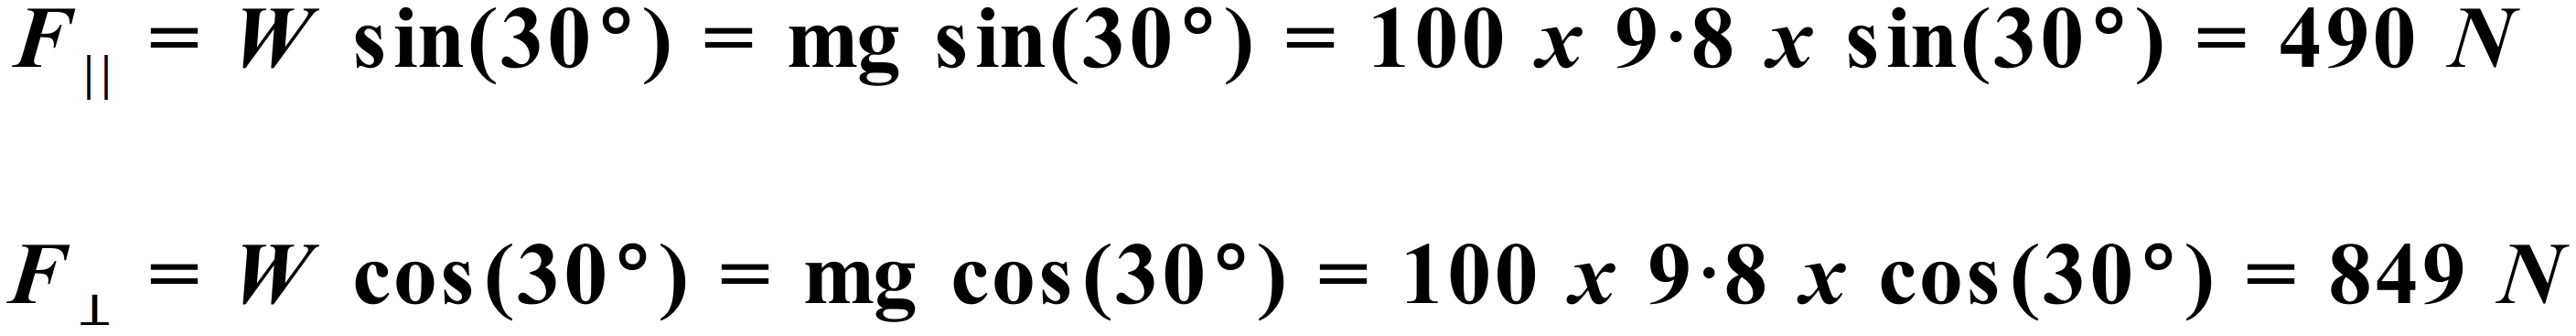 F|| = W sin(30°) = mg sin(30°) = 100 x 9·8 x sin(30°) = 490 N
F⊥ = W cos(30°) = mg cos(30°) = 100 x 9·8 x cos(30°) = 849 N